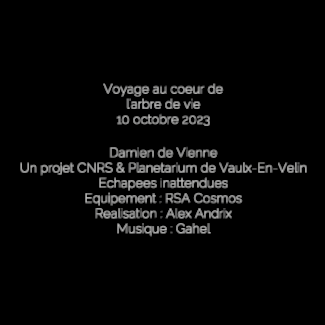 Voyage au coeur de
l'arbre de vie
10 octobre 2023
Damien de Vienne
Un projet CNRS & Planetarium de Vaulx-En-Velin
Echapees Inattendues
Equipement : RSA Cosmos
Realisation : Alex Andrix
Musique : Gahel